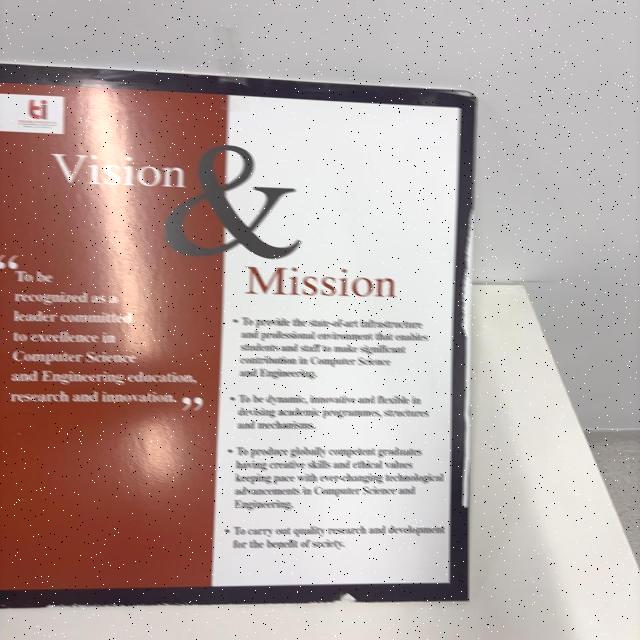 Vision
&
Mission
“
To be
recognized as a
leader committed
to excellence in
Computer Science
and Engineering education,
research and innovation. ”
• To provide the state-of-art Infrastructure
and professional environment that enables
students and staff to make significant
contribution in Computer Science
and Engineering.
• To be dynamic, innovative and flexible in
devising academic programmes, structures
and mechanisms.
• To produce globally competent graduates
having creative skills and ethical values
keeping pace with ever-changing technological
advancements in Computer Science and
Engineering.
• To carry out quality research and development
for the benefit of society.